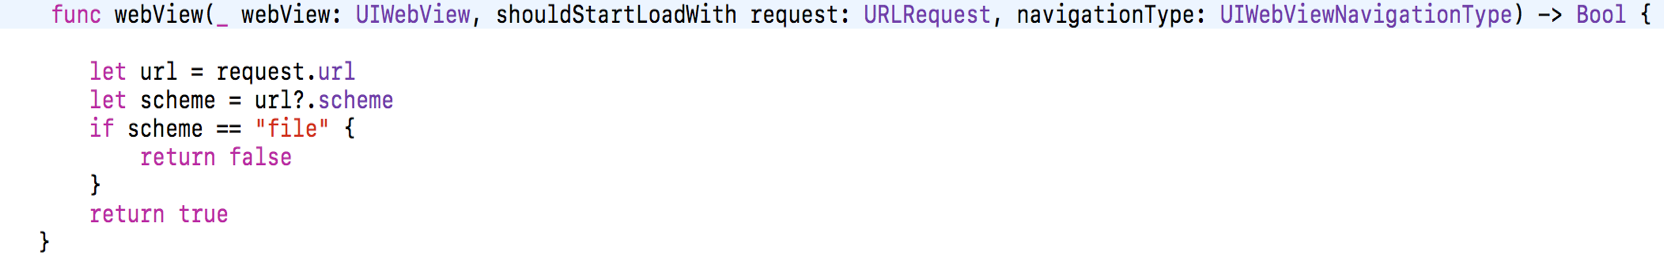 func webView(_ webView: UIWebView, shouldStartLoadWith request: URLRequest, navigationType: UIWebViewNavigationType) -> Bool {
let url = request.url
let scheme = url?.scheme
if scheme == "file" {
return false
}
return true
}